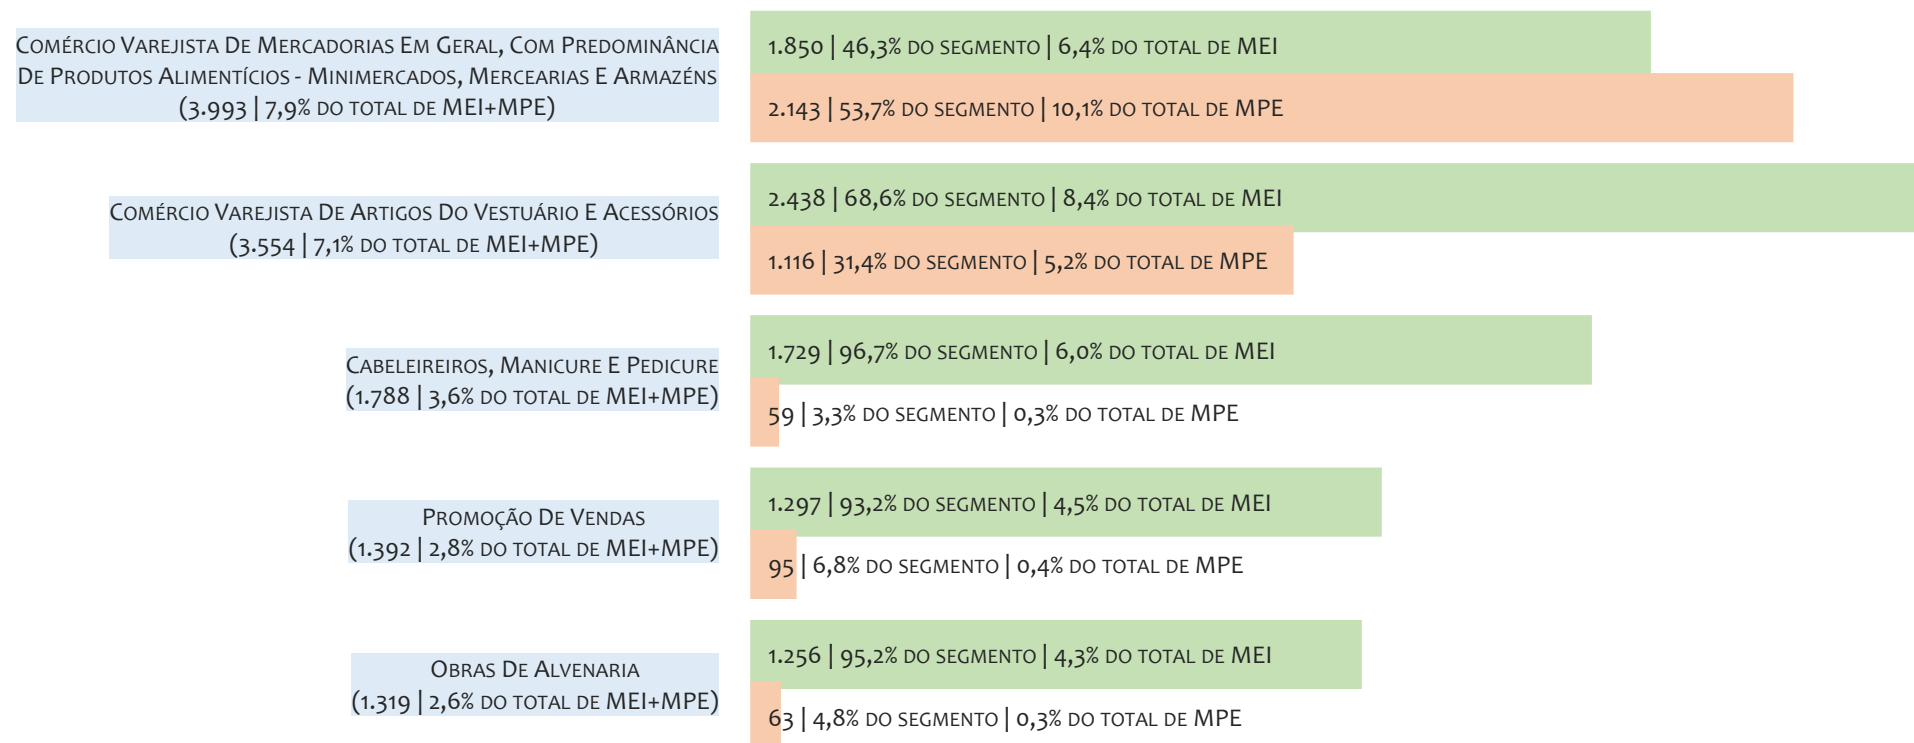 Comércio Varejista De Mercadorias Em Geral, Com Predominância
De Produtos Alimentícios - Minimercados, Mercearias E Armazéns
(3.993 | 7,9% do total de MEI+MPE)
1.850 | 46,3% do segmento | 6,4% do total de MEI
2.143 | 53,7% do segmento | 10,1% do total de MPE
Comércio Varejista De Artigos Do Vestuário E Acessórios
(3.554 | 7,1% do total de MEI+MPE)
2.438 | 68,6% do segmento | 8,4% do total de MEI
1.116 | 31,4% do segmento | 5,2% do total de MPE
Cabeleireiros, Manicure E Pedicure
(1.788 | 3,6% do total de MEI+MPE)
1.729 | 96,7% do segmento | 6,0% do total de MEI
59 | 3,3% do segmento | 0,3% do total de MPE
Promoção De Vendas
(1.392 | 2,8% do total de MEI+MPE)
1.297 | 93,2% do segmento | 4,5% do total de MEI
95 | 6,8% do segmento | 0,4% do total de MPE
Obras De Alvenaria
(1.319 | 2,6% do total de MEI+MPE)
1.256 | 95,2% do segmento | 4,3% do total de MEI
63 | 4,8% do segmento | 0,3% do total de MPE